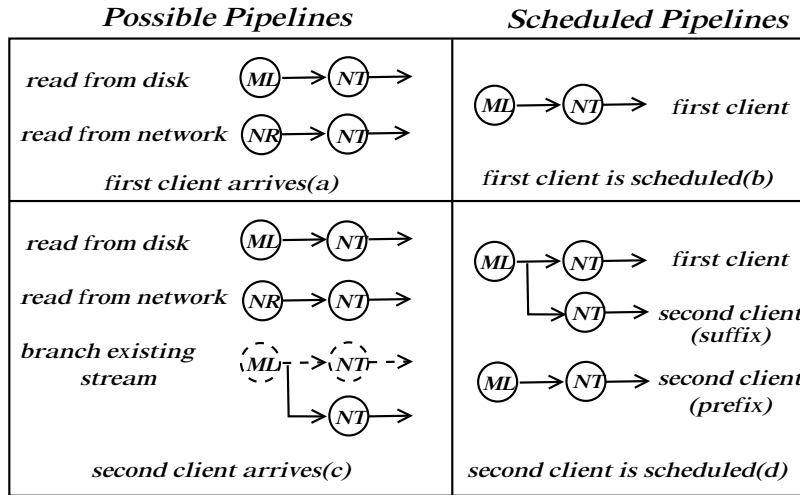 Possible Pipelines
Scheduled Pipelines
read from disk ML NT
read from network NR NT
first client arrives(a)
ML NT first client
first client is scheduled(b)
read from disk ML NT
read from network NR NT
branch existing ML NT
stream
NT
second client arrives(c)
ML NT first client
NT second client
(suffix)
ML NT second client
(prefix)
second client is scheduled(d)